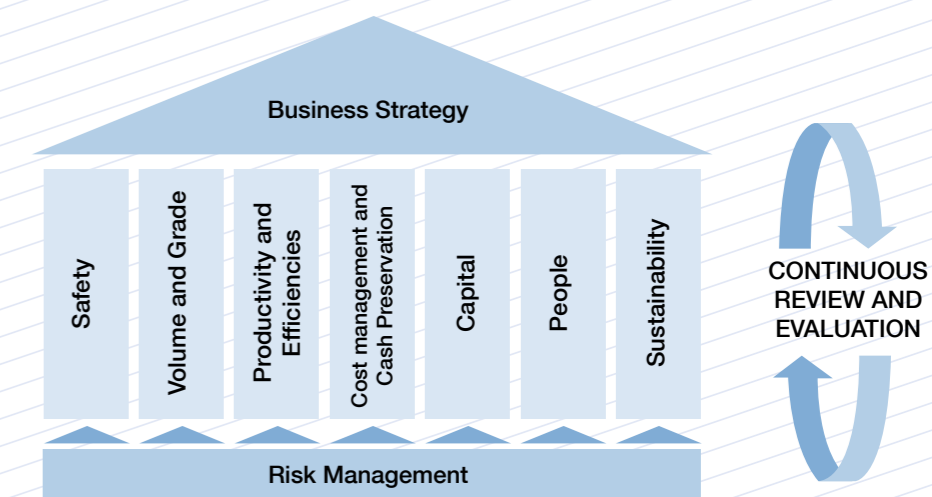 Business Strategy
Safety
Volume and Grade
Productivity and
Efficiencies
Cost management and
Cash Preservation
Capital
People
Sustainability
CONTINUOUS
REVIEW AND
EVALUATION
Risk Management